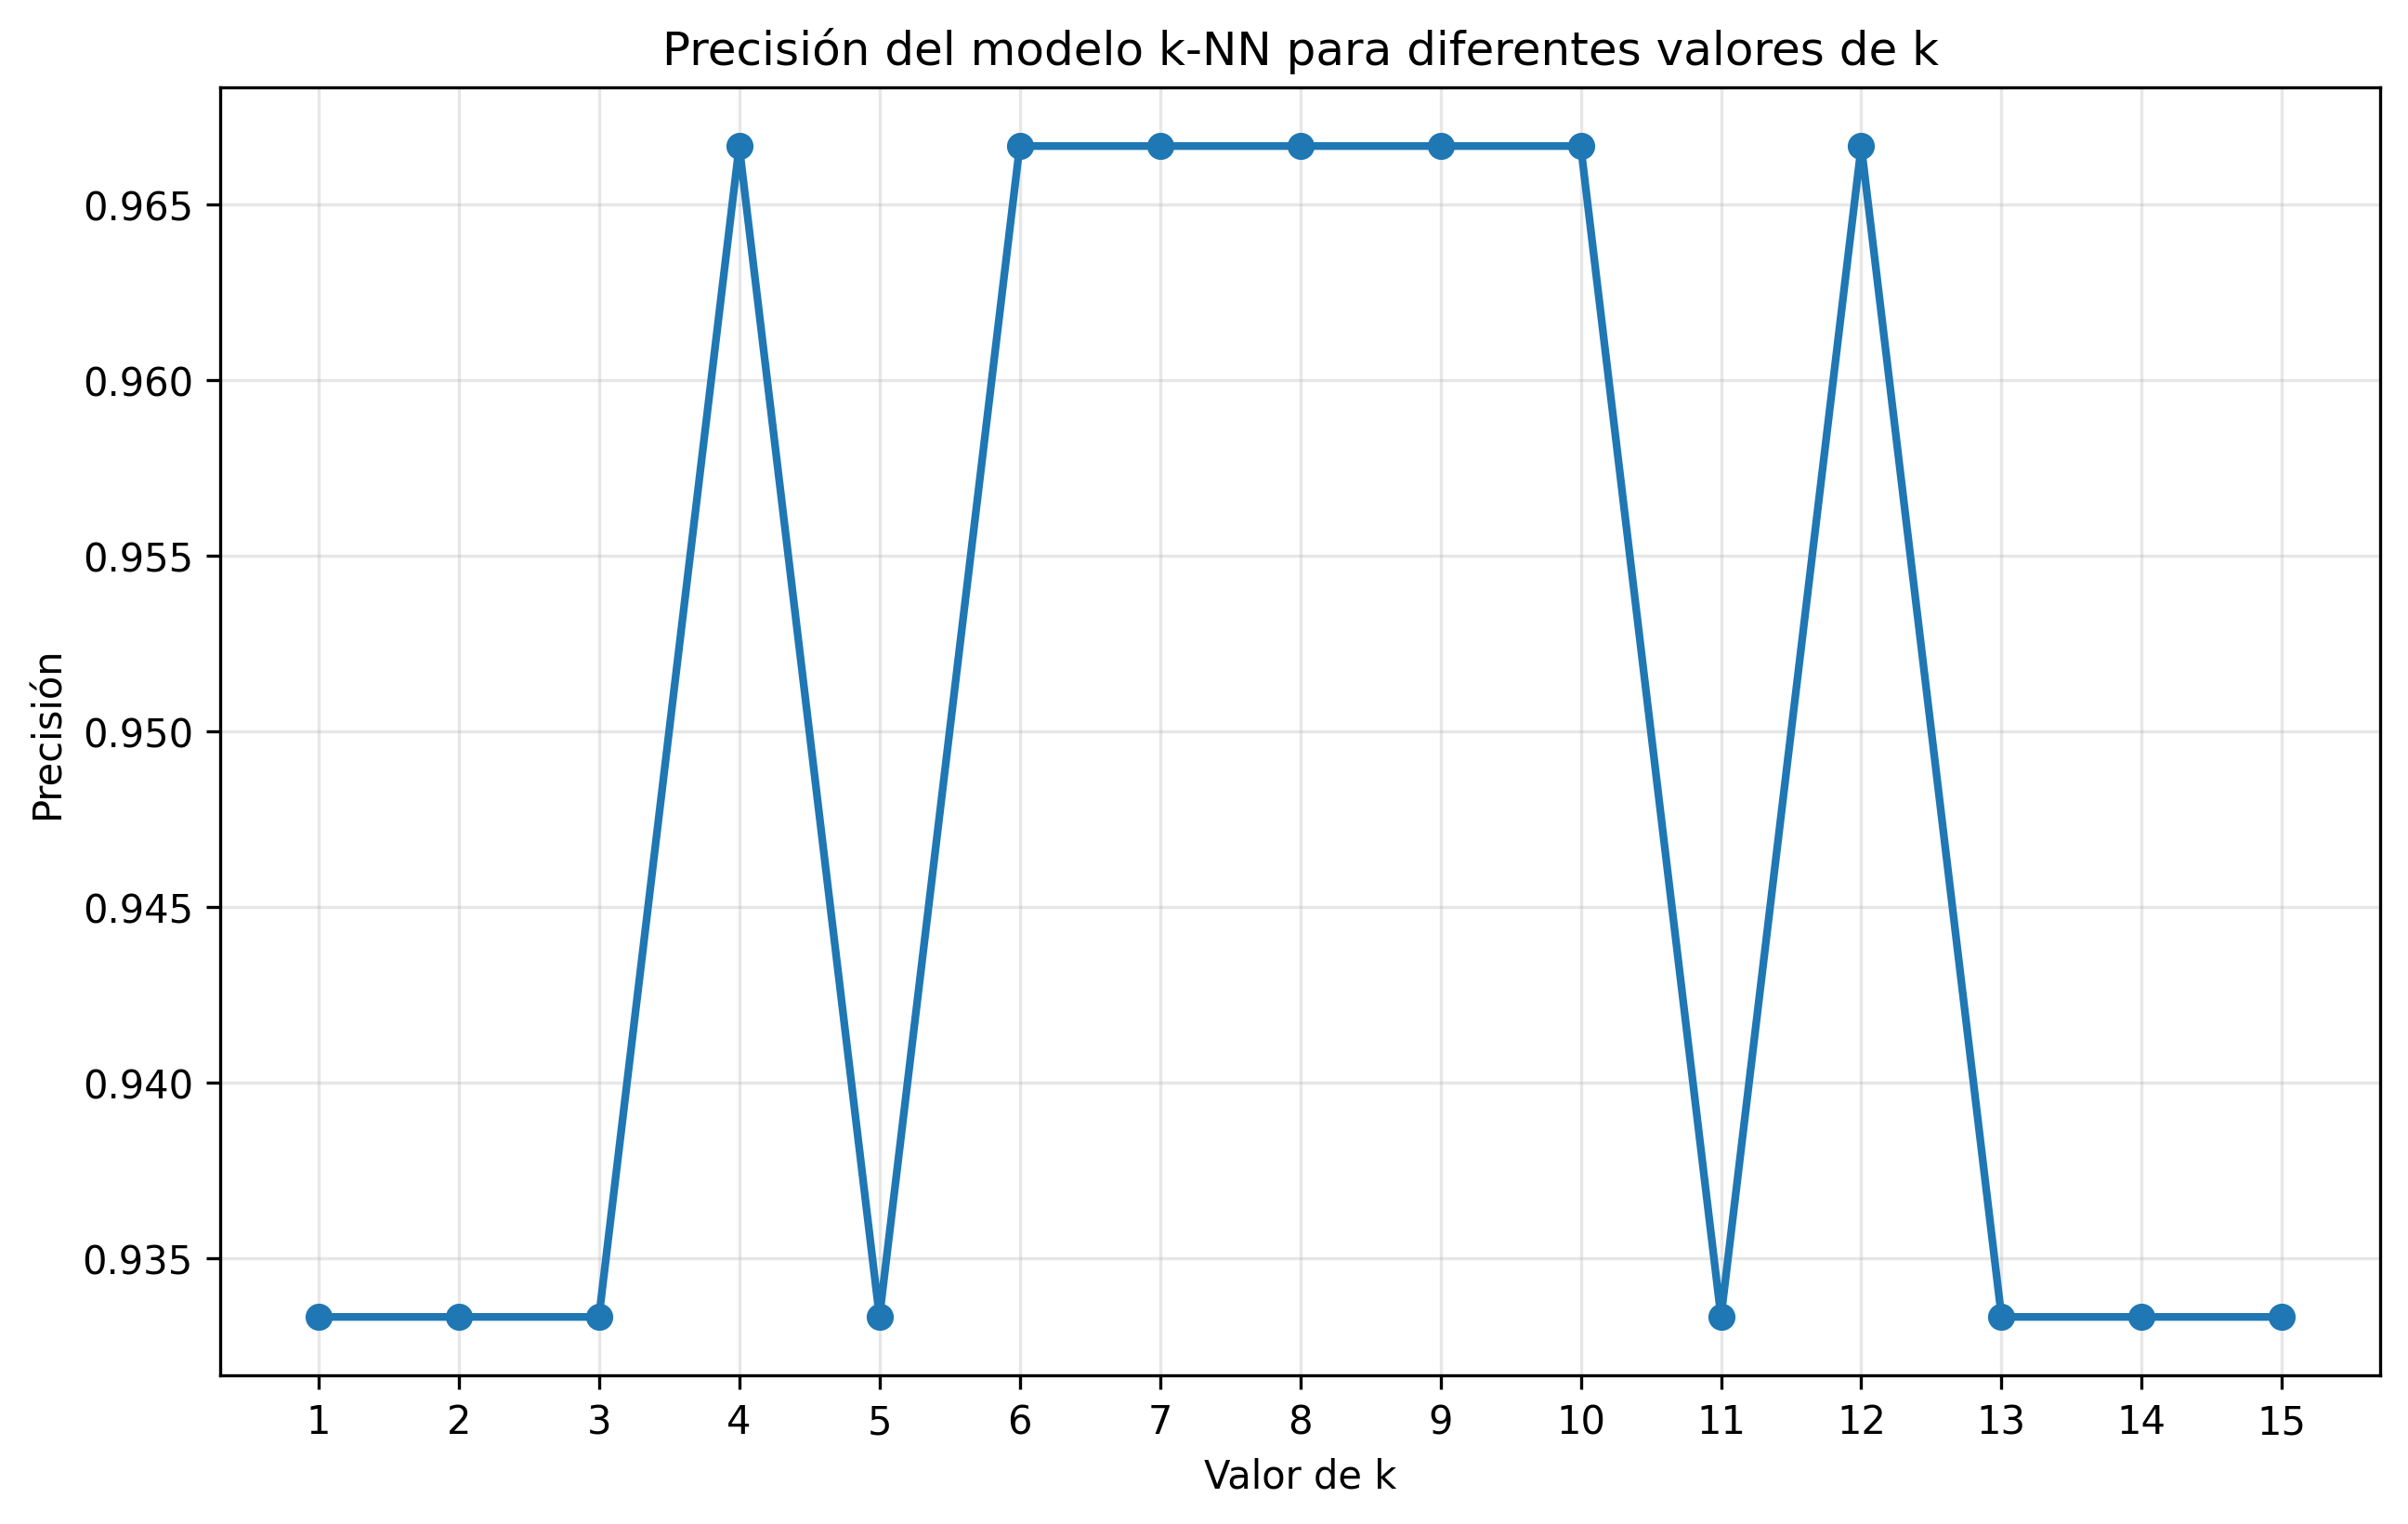 Precisión del modelo k-NN para diferentes valores de k
0.965
0.960
0.955
0.950
0.945
0.940
0.935
Precisión
1 2 3 4 5 6 7 8 9 10 11 12 13 14 15
Valor de k